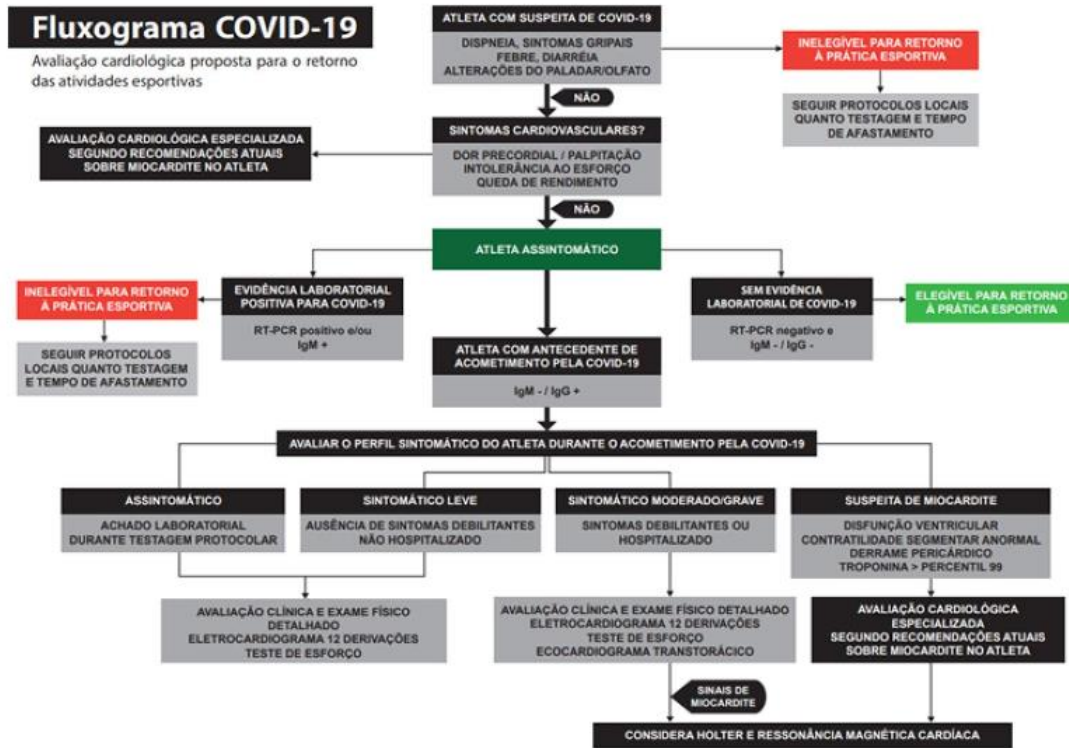 Fluxograma COVID-19
Avaliação cardiológica proposta para o retorno
das atividades esportivas
ATLETA COM SUSPEITA DE COVID-19
DISPNEIA, SINTOMAS GRIPAIS
FEBRE, DIARRÉIA
ALTERAÇÕES DO PALADAR/OLFATO
INELEGÍVEL PARA RETORNO
À PRÁTICA ESPORTIVA
SEGUIR PROTOCOLOS LOCAIS
QUANTO TESTAGEM E TEMPO
DE AFASTAMENTO
NÃO
SINTOMAS CARDIOVASCULARES?
DOR PRECORDIAL / PALPITAÇÃO
INTOLERÂNCIA AO ESFORÇO
QUEDA DE RENDIMENTO
AVALIAÇÃO CARDIOLÓGICA ESPECIALIZADA
SEGUNDO RECOMENDAÇÕES ATUAIS
SOBRE MIOCARDITE NO ATLETA
NÃO
ATLETA ASSINTOMÁTICO
INELEGÍVEL PARA RETORNO
À PRÁTICA ESPORTIVA
SEGUIR PROTOCOLOS
LOCAIS QUANTO TESTAGEM
E TEMPO DE AFASTAMENTO
EVIDÊNCIA LABORATORIAL
POSITIVA PARA COVID-19
RT-PCR positivo e/ou
IgM +
SEM EVIDÊNCIA
LABORATORIAL DE COVID-19
RT-PCR negativo e
IgM - / IgG -
ELEGÍVEL PARA RETORNO
À PRÁTICA ESPORTIVA
ATLETA COM ANTECEDENTE DE
ACOMETIMENTO PELA COVID-19
IgM - / IgG +
AVALIAR O PERFIL SINTOMÁTICO DO ATLETA DURANTE O ACOMETIMENTO PELA COVID-19
ASSINTOMÁTICO
ACHADO LABORATORIAL
DURANTE TESTAGEM PROTOCOLAR
SINTOMÁTICO LEVE
AUSÊNCIA DE SINTOMAS DEBILITANTES
NÃO HOSPITALIZADO
SINTOMÁTICO MODERADO/GRAVE
SINTOMAS DEBILITANTES OU
HOSPITALIZADO
SUSPEITA DE MIOCARDITE
DISFUNÇÃO VENTRICULAR
CONTRATILIDADE SEGMENTAR ANORMAL
DERRAME PERICÁRDICO
TROPONINA > PERCENTIL 99
AVALIAÇÃO CLÍNICA E EXAME FÍSICO
DETALHADO
ELETROCARDIOGRAMA 12 DERIVAÇÕES
TESTE DE ESFORÇO
AVALIAÇÃO CLÍNICA E EXAME FÍSICO DETALHADO
ELETROCARDIOGRAMA 12 DERIVAÇÕES
TESTE DE ESFORÇO
ECOCARDIOGRAMA TRANSTORÁCICO
AVALIAÇÃO CARDIOLÓGICA
ESPECIALIZADA
SEGUNDO RECOMENDAÇÕES ATUAIS
SOBRE MIOCARDITE NO ATLETA
SINAIS DE
MIOCARDITE
CONSIDERA HOLTER E RESSONÂNCIA MAGNÉTICA CARDÍACA